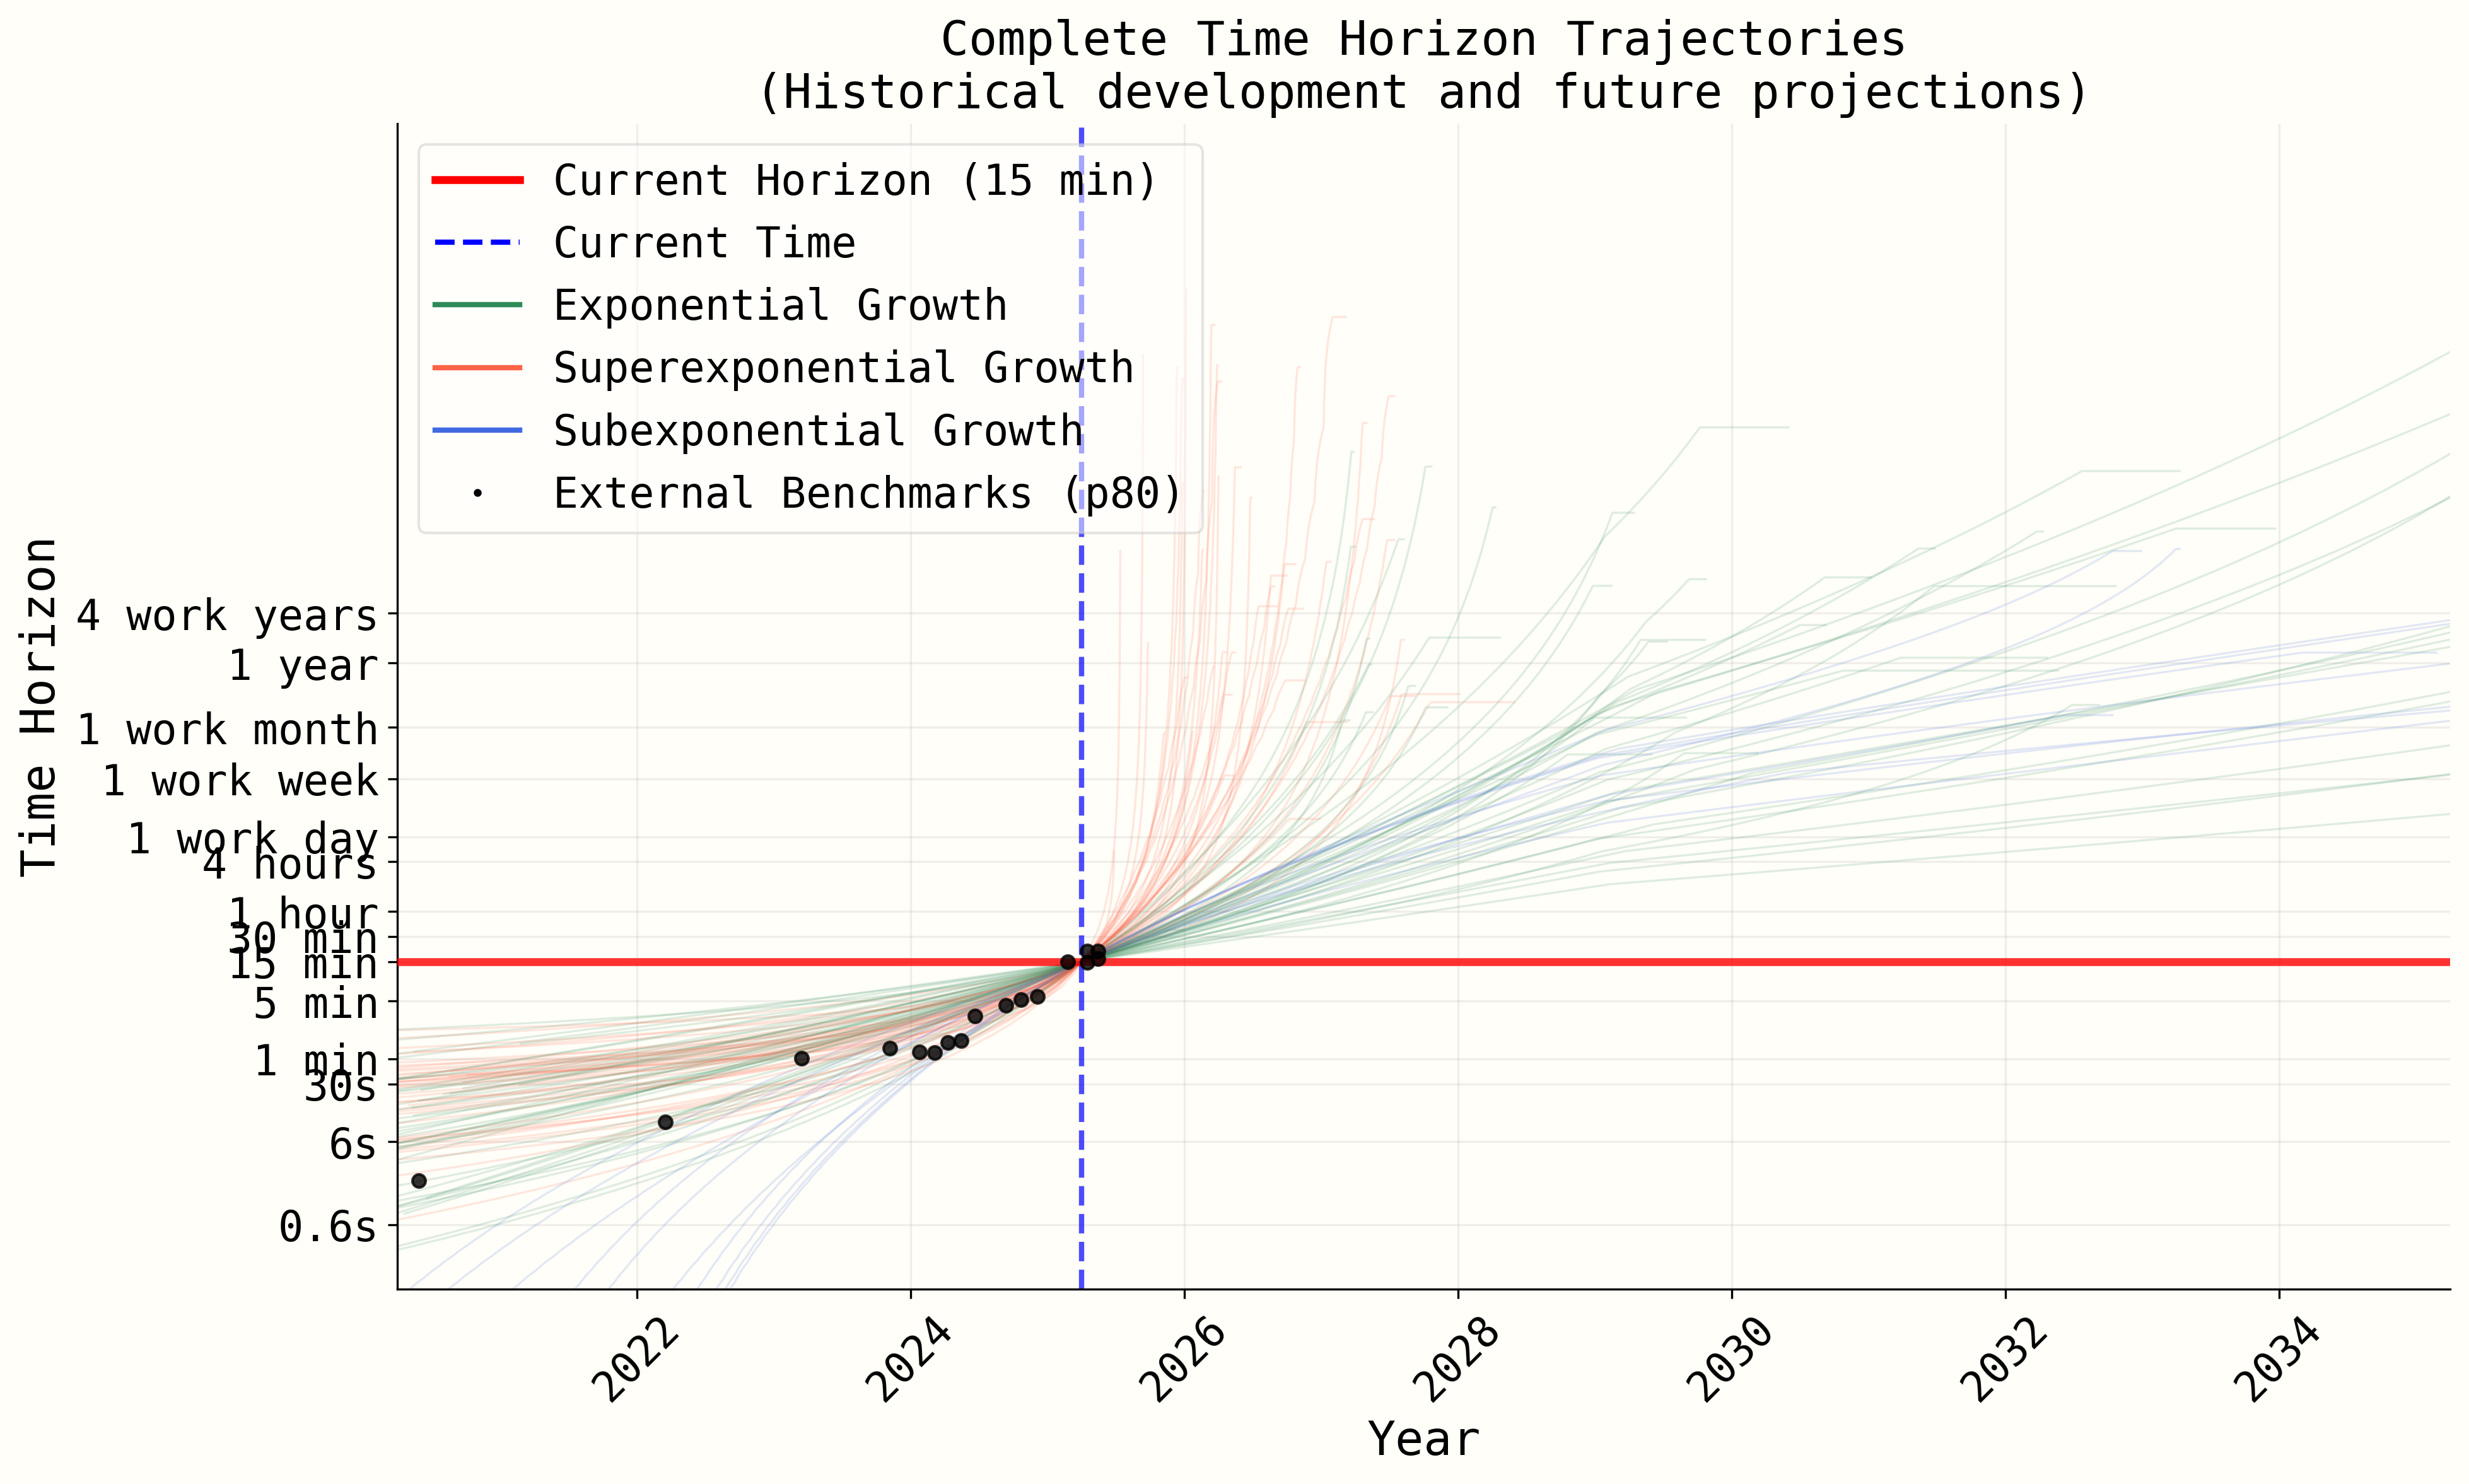 Complete Time Horizon Trajectories
(Historical development and future projections)
Current Horizon (15 min)
Current Time
Exponential Growth
Superexponential Growth
Subexponential Growth
External Benchmarks (p80)
Time Horizon
4 work years
1 year
1 work month
1 work week
1 work day
4 hours
1 hour
30 min
15 min
5 min
1 min
30s
6s
0.6s
2022
2024
2026
2028
2030
2032
2034
Year